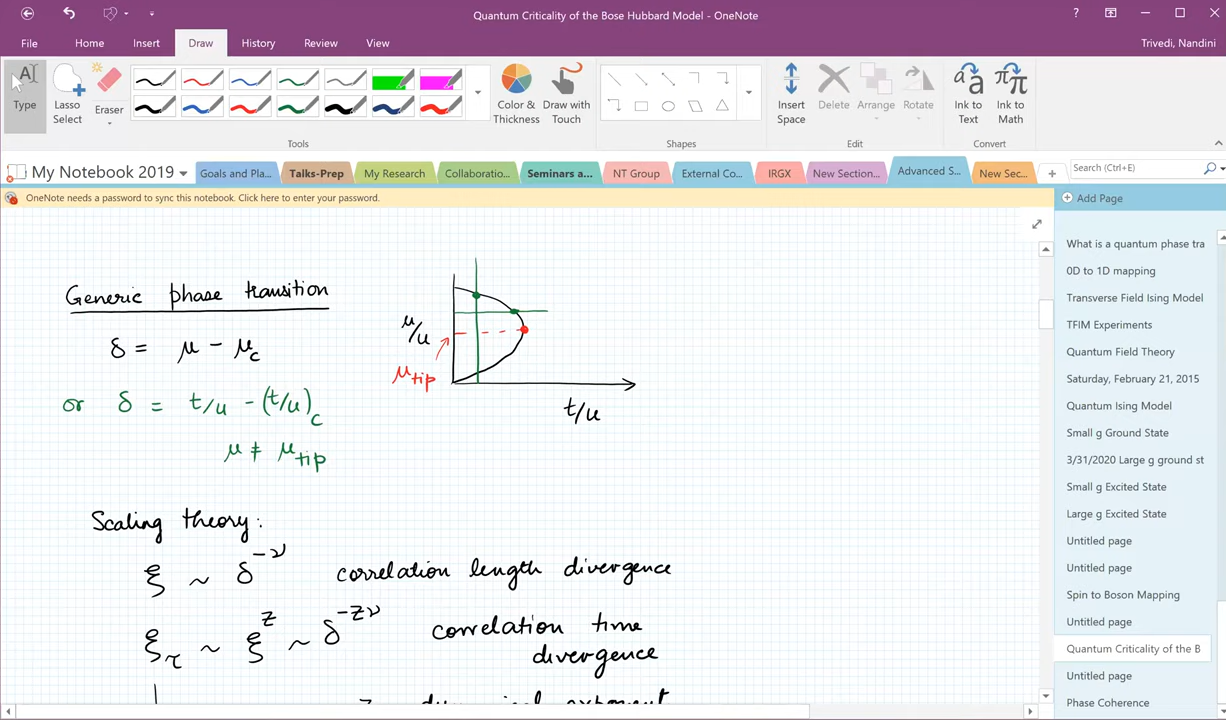 Quantum Criticality of the Bose Hubbard Model - OneNote
?
File
Home
Insert
Draw
History
Review
View
Trivedi, Nandini
Type
Lasso
Select
Eraser
Color &
Thickness
Draw with
Touch
Insert
Space
Delete
Arrange
Rotate
Ink to
Text
Ink to
Math
Tools
Shapes
Edit
Convert
My Notebook 2019
Goals and Pla...
Talks-Prep
My Research
Collaboratio...
Seminars a...
NT Group
External Co...
IRGX
New Section...
Advanced S...
New Sec...
Search (Ctrl+E)
OneNote needs a password to sync this notebook. Click here to enter your password.
Add Page
What is a quantum phase tra
0D to 1D mapping
Transverse Field Ising Model
TFIM Experiments
Quantum Field Theory
Saturday, February 21, 2015
Quantum Ising Model
Small g Ground State
3/31/2020 Large g ground st
Small g Excited State
Large g Excited State
Untitled page
Untitled page
Spin to Boson Mapping
Untitled page
Quantum Criticality of the B
Untitled page
Phase Coherence
Generic phase transition
δ = μ - μ_c
or δ = t/u - (t/u)_c
μ ≠ μ_tip
μ/u
μ_tip
t/u
Scaling theory:
ξ ~ δ^{-ν} correlation length divergence
ξ_τ ~ ξ^z ~ δ^{-zν} correlation time
divergence
z dynamical exponent